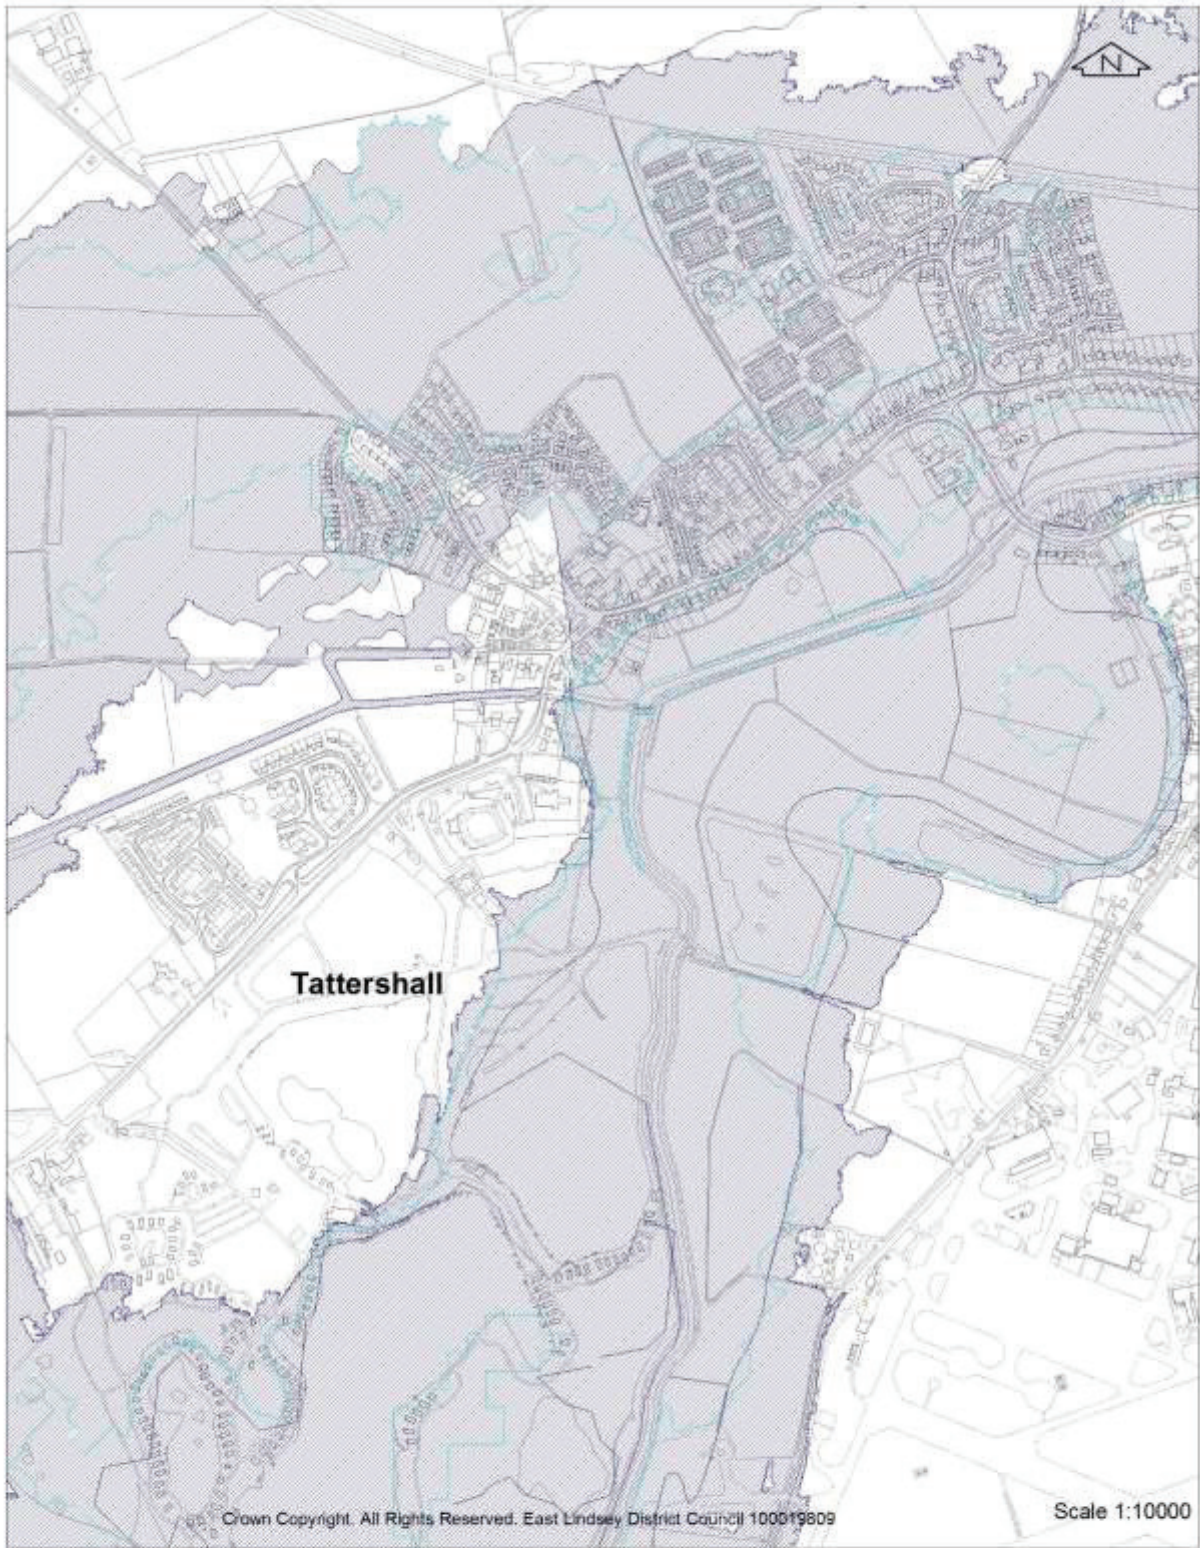 N
Tattershall
Crown Copyright. All Rights Reserved. East Lindsey District Council 100019809
Scale 1:10000